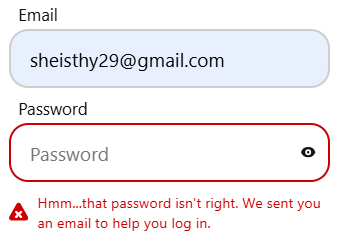 Email
sheisthy29@gmail.com
Password
Password
Hmm...that password isn't right. We sent you
an email to help you log in.